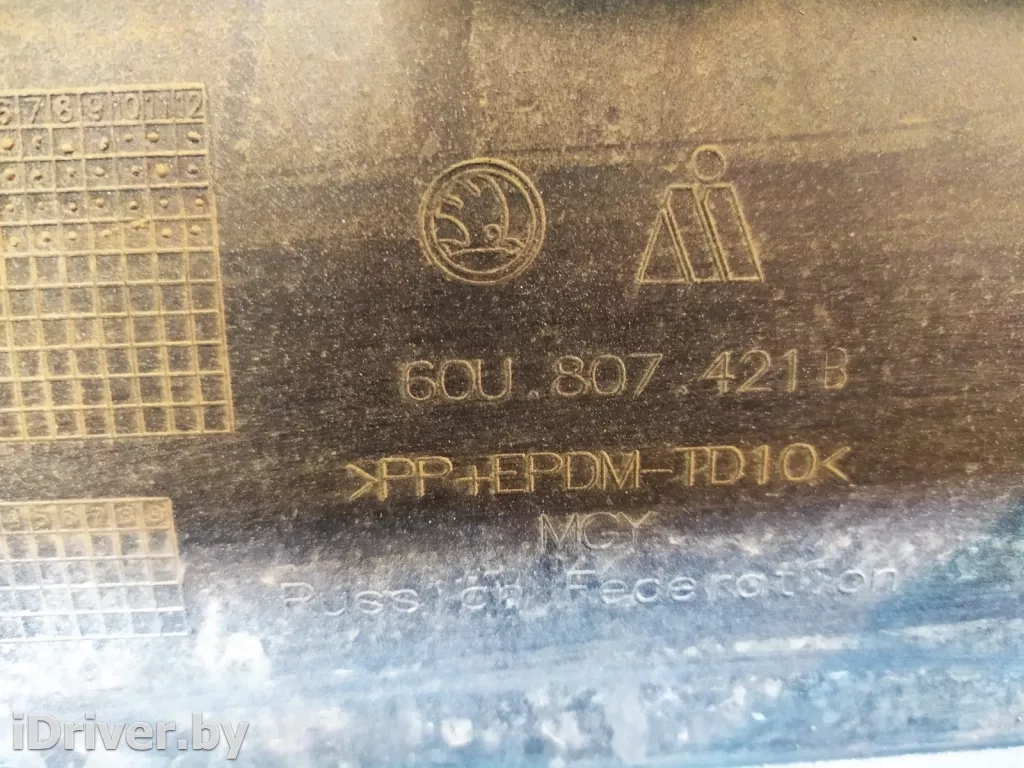 6 7 8 9 10 11 12
60U.807.421 B
>PP+EPDM-TD10<
MGY
Russian Federation
iDriver.by